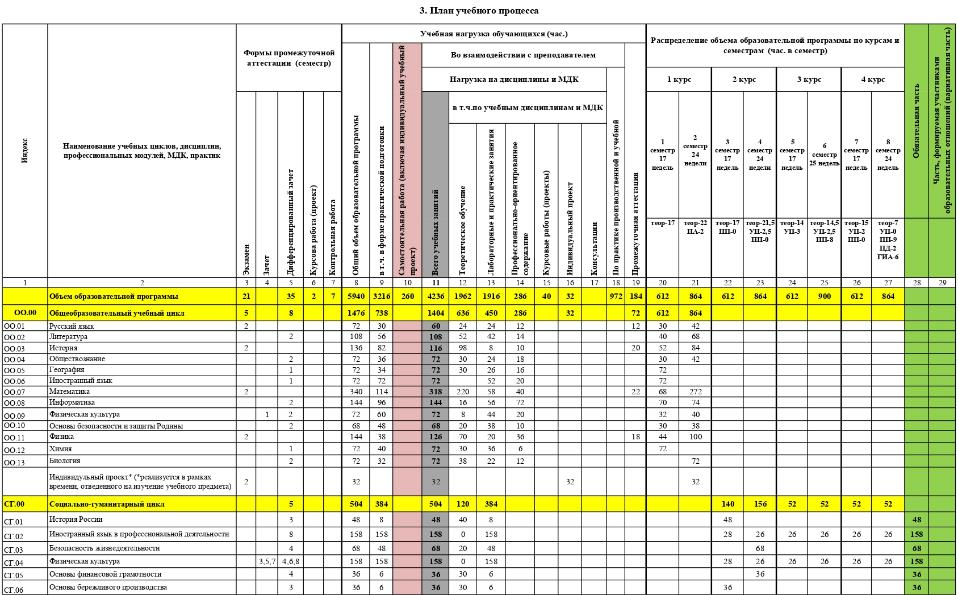 3. План учебного процесса
Индекс
Наименование учебных циклов, дисциплин, профессиональных модулей, МДК, практик
Формы промежуточной аттестации (семестр)
Экзамен
Зачет
Дифференцированный зачет
Курсова работа (проект)
Контрольная работа
Учебная нагрузка обучающихся (час.)
Общий объем образовательной программы
в т.ч. в форме практической подготовки
Самостоятельная работа (включая индивидуальный учебный проект)
Во взаимодействии с преподавателем
Нагрузка на дисциплины и МДК
Всего учебных занятий
в т.ч.по учебным дисциплинам и МДК
Теоретическое обучение
Лабораторные и практические занятия
Профессионально-ориентированное содержание
Курсовые работы (проекты)
Индивидуальный проект
Консультации
По практике производственной и учебной
Промежуточная аттестация
Распределение объема образовательной программы по курсам и семестрам (час. в семестр)
1 курс 2 курс 3 курс 4 курс
1 семестр 17 недель
2 семестр 24 недели
3 семестр 17 недель
4 семестр 24 недели
5 семестр 17 недель
6 семестр 25 недель
7 семестр 17 недель
8 семестр 24 недели
теор-17
теор-22 ПА-2
теор-17 ПП-0
теор-21,5 УП-2,5 ПП-0
теор-14 УП-3
теор-14,5 УП-2,5 ПП-8
теор-15 УП-2 ПП-0
теор-7 УП-0 ПП-9 ПД-2 ГИА-6
Обязательная часть
Часть, формируемая участниками образовательных отношений (вариативная часть)
1 2 3 4 5 6 7 8 9 10 11 12 13 14 15 16 17 18 19 20 21 22 23 24 25 26 27 28 29
Объем образовательной программы 21 35 2 7 5940 3216 260 4236 1962 1916 286 40 32 972 184 612 864 612 864 612 900 612 864
ОО.00 Общеобразовательный учебный цикл 5 8 1476 738 1404 636 450 286 32 72 612 864
ОО.01 Русский язык 2 72 30 60 24 24 12 12 30 42
ОО.02 Литература 2 108 56 108 52 42 14 40 68
ОО.03 История 2 136 82 116 98 8 10 20 52 84
ОО.04 Обществознание 2 72 36 72 30 24 18 30 42
ОО.05 География 1 72 34 72 30 26 16 72
ОО.06 Иностранный язык 1 72 72 72 52 20 72
ОО.07 Математика 2 340 114 318 220 58 40 22 68 272
ОО.08 Информатика 2 144 96 144 16 56 72 70 74
ОО.09 Физическая культура 1 2 72 60 72 8 44 20 32 40
ОО.10 Основы безопасности и защиты Родины 2 68 48 68 20 38 10 30 38
ОО.11 Физика 2 144 38 126 70 20 36 18 44 100
ОО.12 Химия 1 72 40 72 30 36 6 72
ОО.13 Биология 2 72 32 72 38 22 12 72
Индивидульный проект* (*реализуется в рамках времени, отведенного на изучение учебного предмета) 2 32 32 32 32
СГ.00 Социально-гуманитарный цикл 5 504 384 504 120 384 140 156 52 52 52 52
СГ.01 История России 3 48 8 48 40 8 48 48
СГ.02 Иностранный язык в профессиональной деятельности 8 158 158 158 0 158 28 26 26 26 26 26 158
СГ.03 Безопасность жизнедеятельности 4 68 48 68 20 48 68 68
СГ.04 Физическая культура 3,5,7 4,6,8 158 158 158 0 158 28 26 26 26 26 26 158
СГ.05 Основы финансовой грамотности 4 36 6 36 30 6 36 36
СГ.06 Основы бережливого производства 3 36 6 36 30 6 36 36